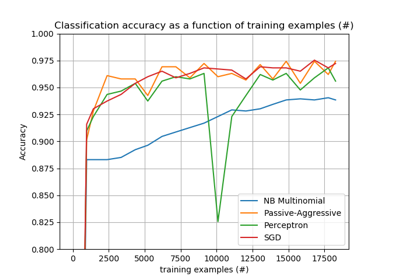 Classification accuracy as a function of training examples (#)
1.000
0.975
0.950
0.925
0.900
0.875
0.850
0.825
0.800
Accuracy
NB Multinomial
Passive-Aggressive
Perceptron
SGD
0 2500 5000 7500 10000 12500 15000 17500
training examples (#)